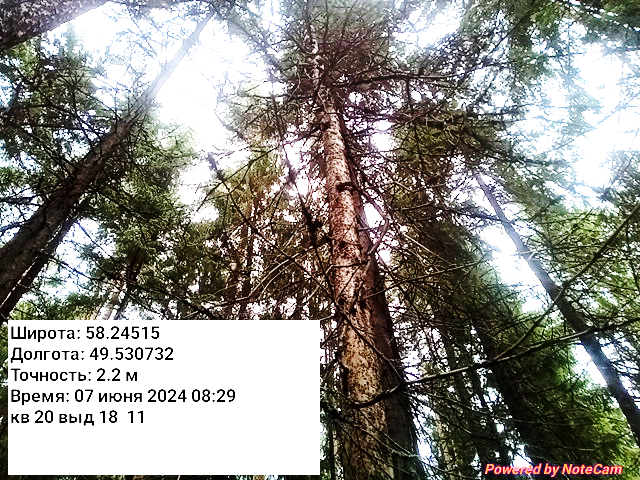 Широта: 58.24515
Долгота: 49.530732
Точность: 2.2 м
Время: 07 июня 2024 08:29
кв 20 выд 18 11
Powered by NoteCam